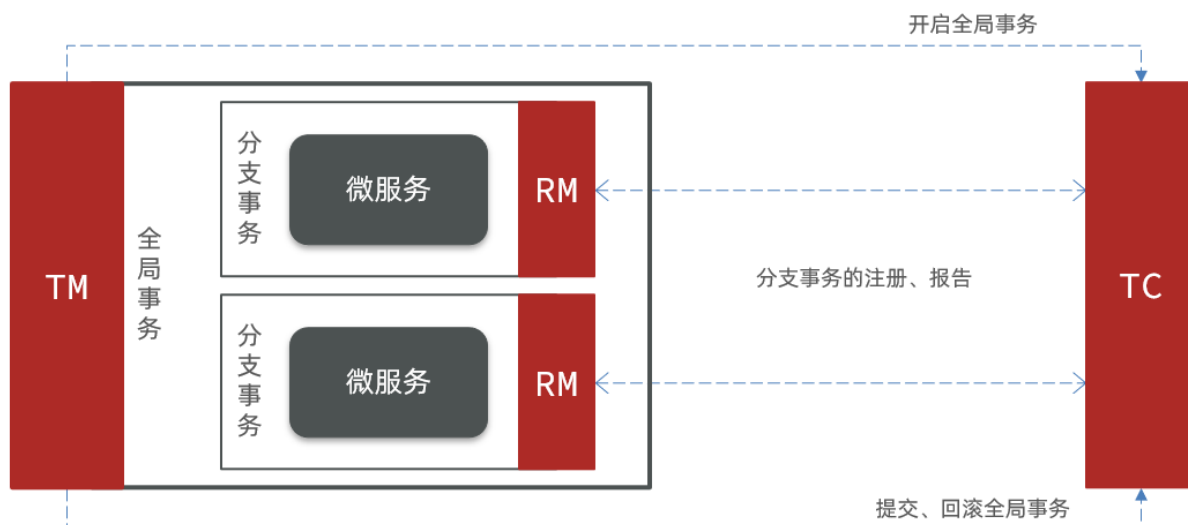 开启全局事务
TM
全局事务
分支事务
微服务
RM
分支事务的注册、报告
TC
分支事务
微服务
RM
提交、回滚全局事务